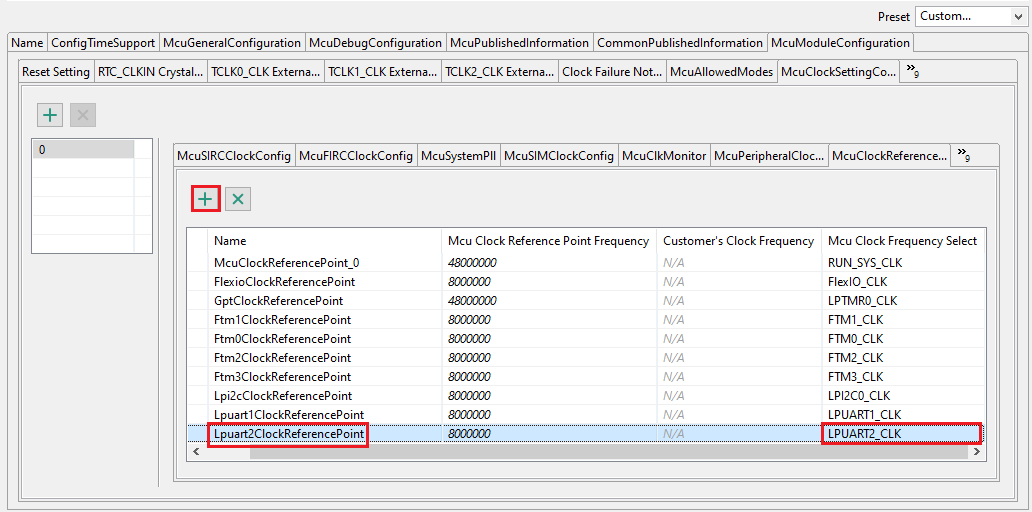 Preset Custom...
Name ConfigTimeSupport McuGeneralConfiguration McuDebugConfiguration McuPublishedInformation CommonPublishedInformation McuModuleConfiguration
Reset Setting RTC_CLKIN Crystal... TCLK0_CLK Externa... TCLK1_CLK Externa... TCLK2_CLK Externa... Clock Failure Not... McuAllowedModes McuClockSettingCo... »9
0
McuSIRCClockConfig McuFIRCClockConfig McuSystemPll McuSIMClockConfig McuClkMonitor McuPeripheralCloc... McuClockReference... »9
Name Mcu Clock Reference Point Frequency Customer's Clock Frequency Mcu Clock Frequency Select
McuClockReferencePoint_0 48000000 N/A RUN_SYS_CLK
FlexioClockReferencePoint 8000000 N/A FlexIO_CLK
GptClockReferencePoint 48000000 N/A LPTMR0_CLK
Ftm1ClockReferencePoint 8000000 N/A FTM1_CLK
Ftm0ClockReferencePoint 8000000 N/A FTM0_CLK
Ftm2ClockReferencePoint 8000000 N/A FTM2_CLK
Ftm3ClockReferencePoint 8000000 N/A FTM3_CLK
Lpi2cClockReferencePoint 8000000 N/A LPI2C0_CLK
Lpuart1ClockReferencePoint 8000000 N/A LPUART1_CLK
Lpuart2ClockReferencePoint 8000000 N/A LPUART2_CLK